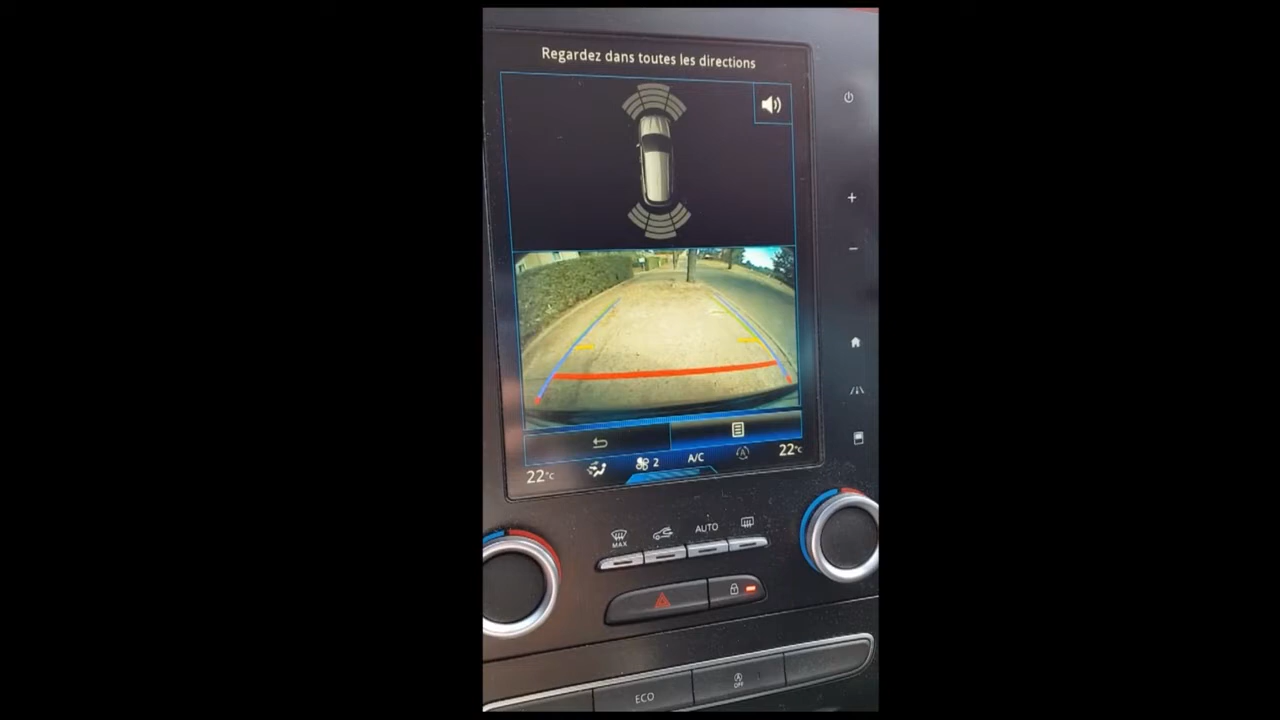 Regardez dans toutes les directions
22°C
2
A/C
22°C
MAX
AUTO
ECO
OFF